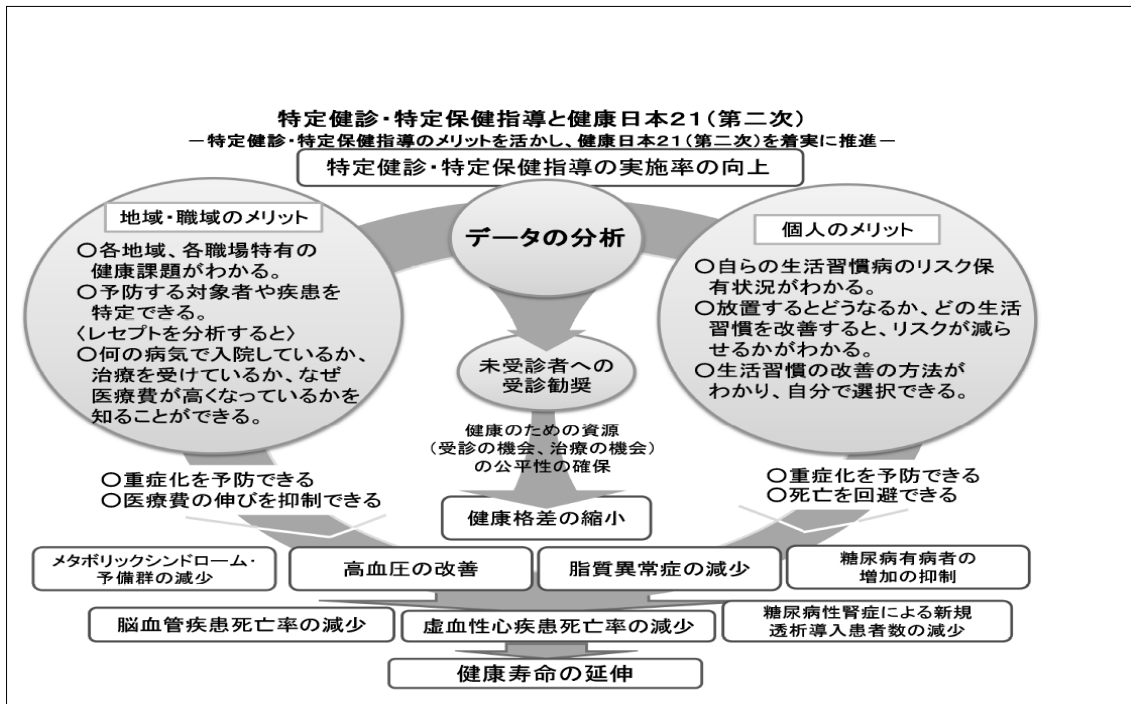 特定健診・特定保健指導と健康日本21(第二次)
－特定健診・特定保健指導のメリットを活かし、健康日本21(第二次)を着実に推進－
特定健診・特定保健指導の実施率の向上
地域・職域のメリット
〇各地域、各職場特有の
健康課題がわかる。
〇予防する対象者や疾患を
特定できる。
〈レセプトを分析すると〉
〇何の病気で入院しているか、
治療を受けているか、なぜ
医療費が高くなっているかを
知ることができる。
データの分析
未受診者への
受診勧奨
健康のための資源
(受診の機会、治療の機会)
の公平性の確保
健康格差の縮小
個人のメリット
〇自らの生活習慣病のリスク保
有状況がわかる。
〇放置するとどうなるか、どの生活
習慣を改善すると、リスクが減ら
せるかがわかる。
〇生活習慣の改善の方法が
わかり、自分で選択できる。
〇重症化を予防できる
〇医療費の伸びを抑制できる
〇重症化を予防できる
〇死亡を回避できる
メタボリックシンドローム・
予備群の減少
高血圧の改善
脂質異常症の減少
糖尿病有病者の
増加の抑制
脳血管疾患死亡率の減少
虚血性心疾患死亡率の減少
糖尿病性腎症による新規
透析導入患者数の減少
健康寿命の延伸